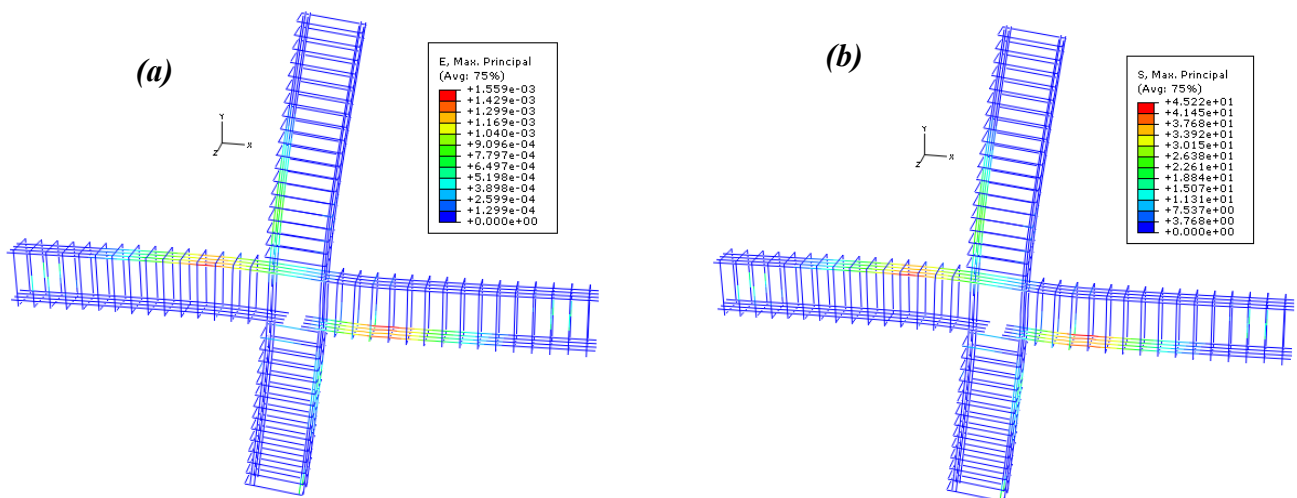 (a)
E, Max. Principal
(Avg: 75%)
+1.559e-03
+1.429e-03
+1.299e-03
+1.169e-03
+1.040e-03
+9.096e-04
+7.797e-04
+6.497e-04
+5.198e-04
+3.898e-04
+2.599e-04
+1.299e-04
+0.000e+00
Y
X
Z
(b)
S, Max. Principal
(Avg: 75%)
+4.522e+01
+4.145e+01
+3.768e+01
+3.392e+01
+3.015e+01
+2.638e+01
+2.261e+01
+1.884e+01
+1.507e+01
+1.131e+01
+7.537e+00
+3.768e+00
+0.000e+00
Y
X
Z